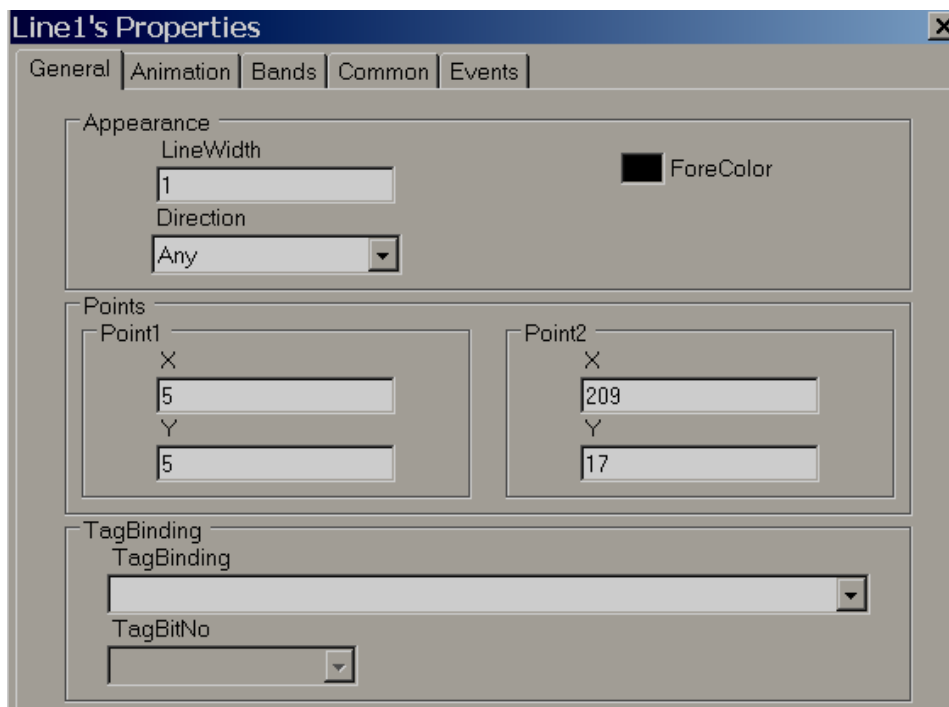 Line1's Properties
General Animation Bands Common Events
Appearance
LineWidth
1
ForeColor
Direction
Any
Points
Point1
X
5
Y
5
Point2
X
209
Y
17
TagBinding
TagBinding
TagBitNo